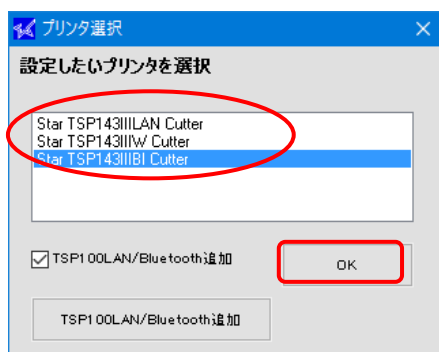 プリンタ選択
設定したいプリンタを選択
Star TSP143IIILAN Cutter
Star TSP143IIIW Cutter
Star TSP143IIIBI Cutter
TSP100LAN/Bluetooth追加
OK
TSP100LAN/Bluetooth追加